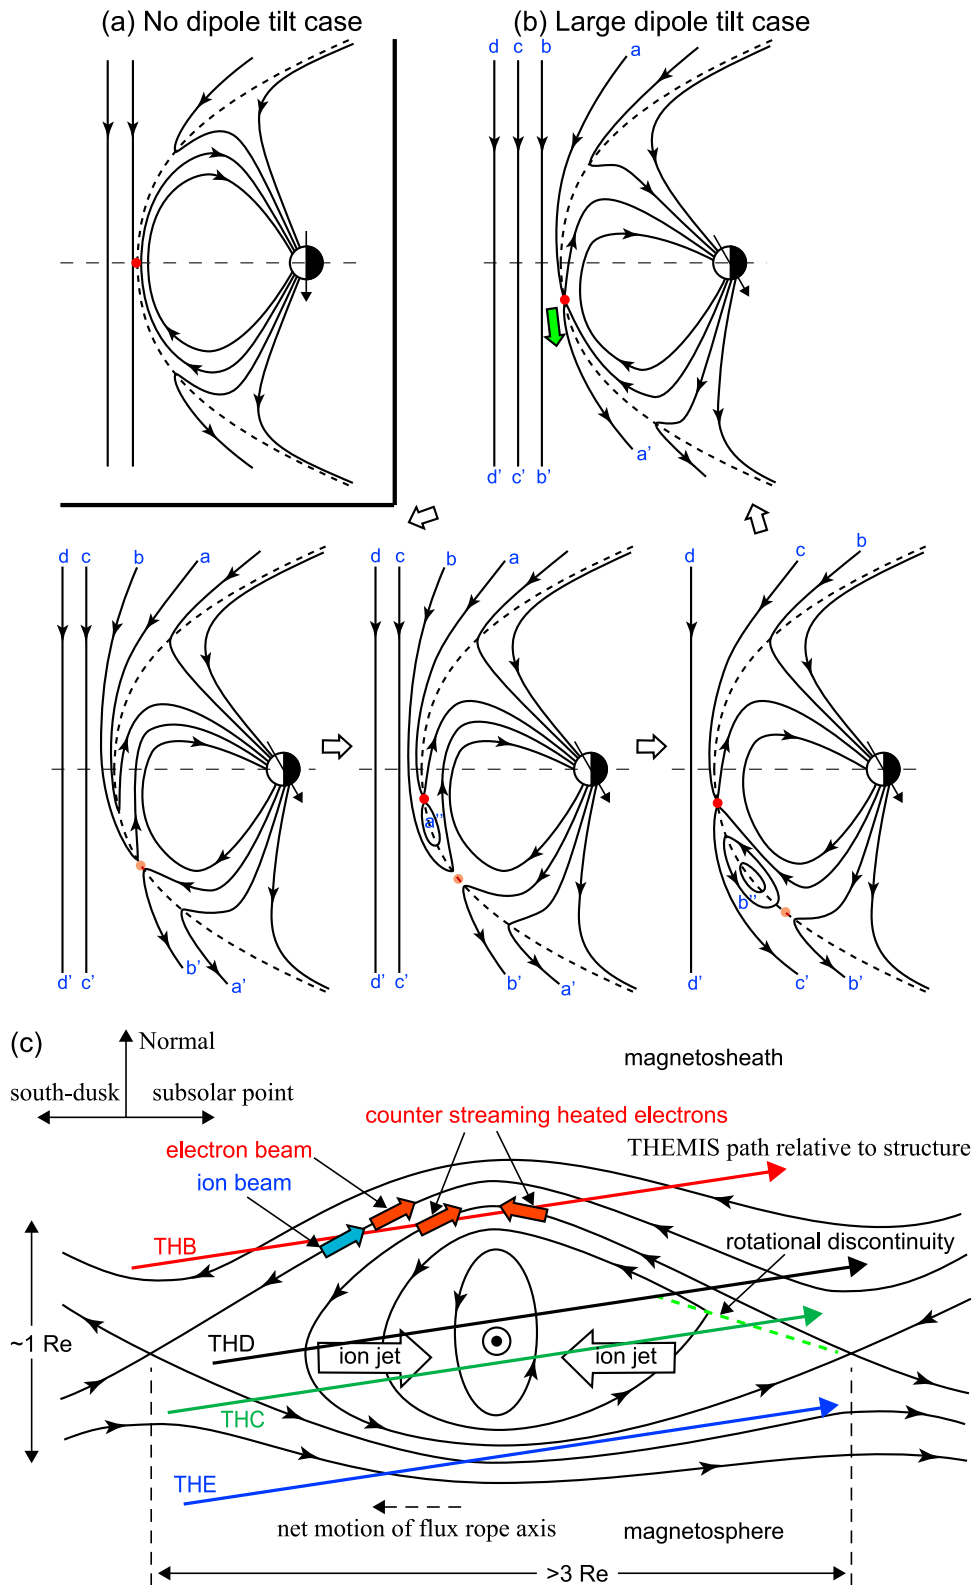 (a) No dipole tilt case
(b) Large dipole tilt case
d c b a
a'
d' c' b'
d c b a
b'
a'
d' c'
d c b a
a''
b'
a'
d' c'
d c b
b''
c' b'
d'
(c)
Normal
magnetosheath
south-dusk subsolar point
counter streaming heated electrons
electron beam
THEMIS path relative to structure
ion beam
THB
rotational discontinuity
~1 Re
THD
ion jet ion jet
THC
THE
net motion of flux rope axis
magnetosphere
>3 Re